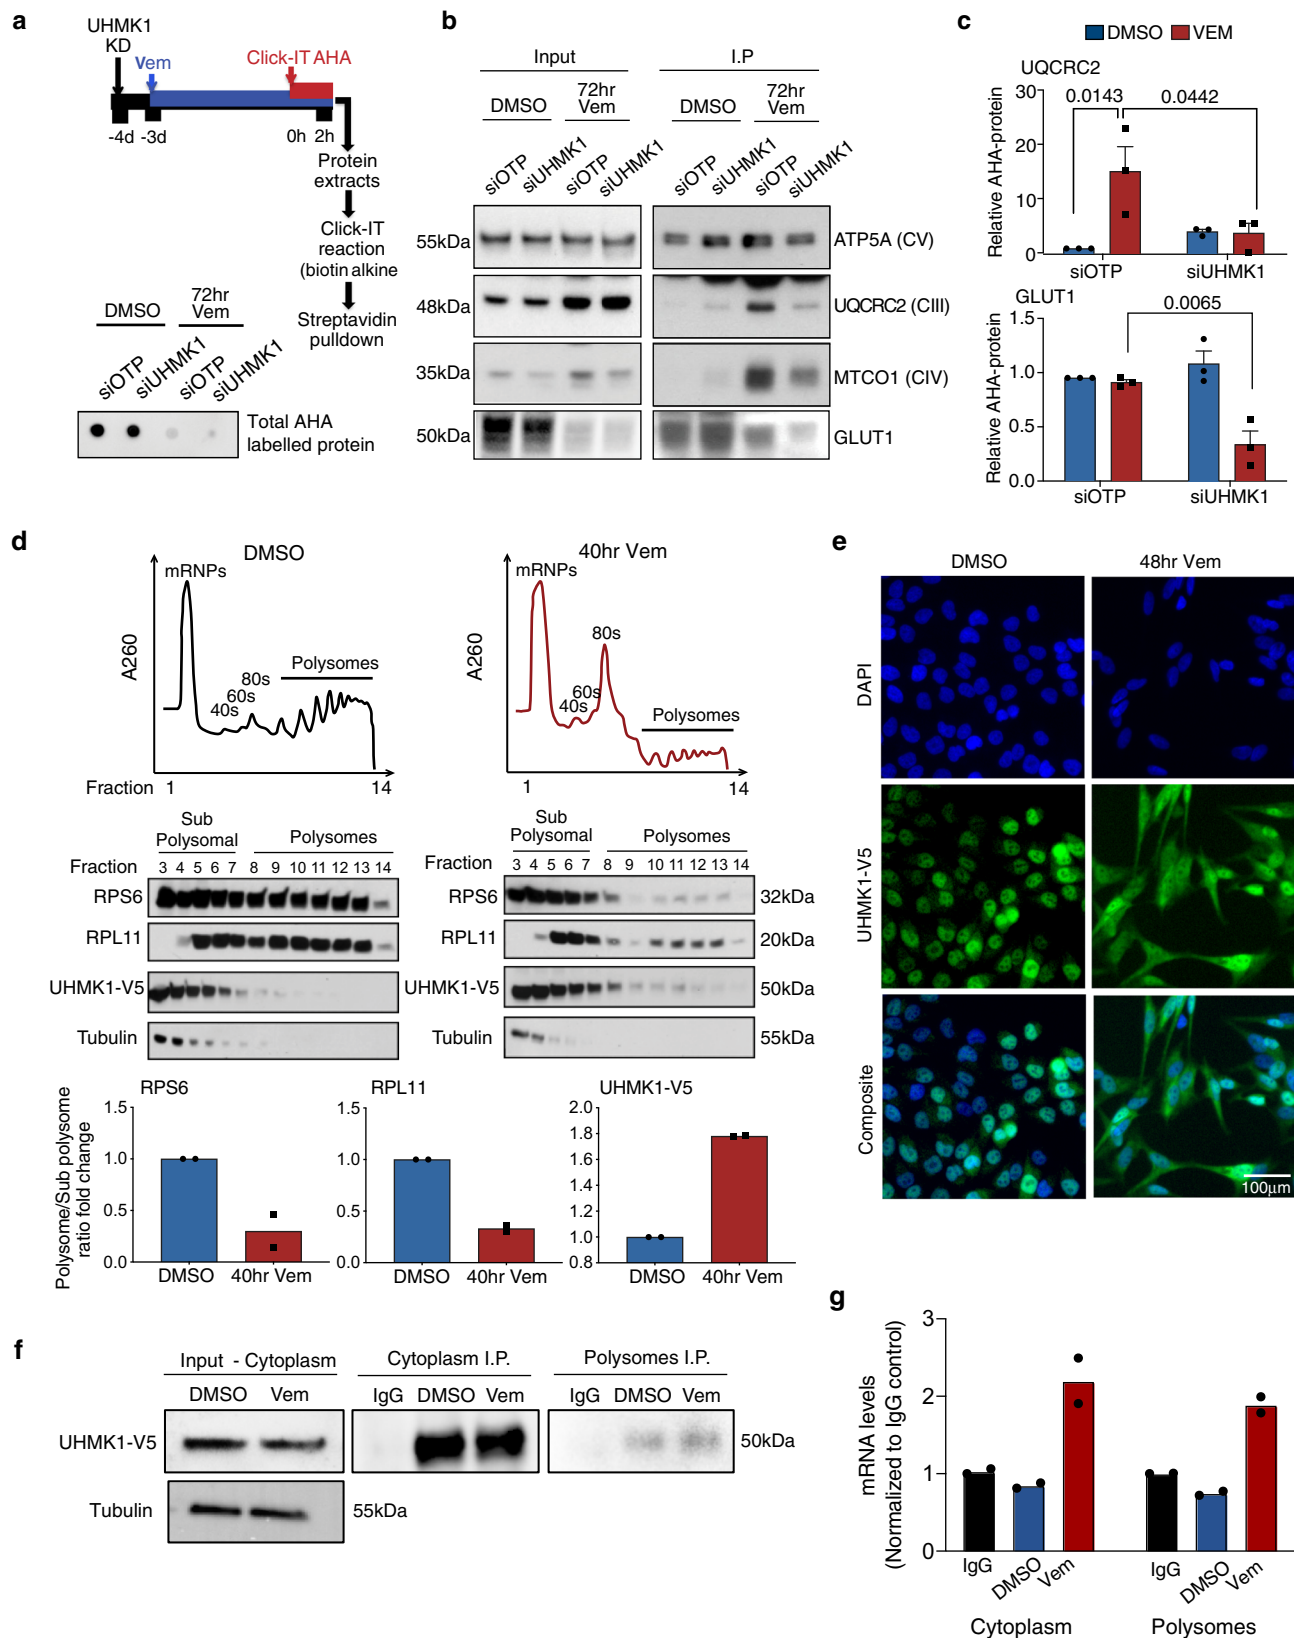 a
UHMK1
KD
Vem
Click-IT AHA
-4d -3d 0h 2h
Protein
extracts
Click-IT
reaction
(biotin alkine
Streptavidin
pulldown
DMSO
72hr
Vem
siOTP siUHMK1 siOTP siUHMK1
Total AHA
labelled protein
b
Input I.P
DMSO 72hr Vem DMSO 72hr Vem
siOTP siUHMK1 siOTP siUHMK1 siOTP siUHMK1 siOTP siUHMK1
55kDa ATP5A (CV)
48kDa UQCRC2 (CIII)
35kDa MTCO1 (CIV)
50kDa GLUT1
c
DMSO VEM
UQCRC2
0.0143 0.0442
Relative AHA-protein
30
20
10
0
siOTP siUHMK1
GLUT1
0.0065
Relative AHA-protein
1.5
1.0
0.5
0.0
siOTP siUHMK1
d
DMSO
mRNPs
A260
40s
60s
80s
Polysomes
Fraction 1 14
40hr Vem
mRNPs
A260
40s
60s
80s
Polysomes
1 14
Sub
Polysomal Polysomes
Fraction 3 4 5 6 7 8 9 10 11 12 13 14
RPS6
RPL11
UHMK1-V5
Tubulin
Sub
Polysomal Polysomes
Fraction 3 4 5 6 7 8 9 10 11 12 13 14
RPS6 32kDa
RPL11 20kDa
UHMK1-V5 50kDa
Tubulin 55kDa
Polysome/Sub polysome
ratio fold change
RPS6
1.5
1.0
0.5
0.0
DMSO 40hr Vem
RPL11
1.5
1.0
0.5
0.0
DMSO 40hr Vem
UHMK1-V5
2.0
1.8
1.6
1.4
1.2
1.0
0.8
DMSO 40hr Vem
e
DMSO 48hr Vem
DAPI
UHMK1-V5
Composite
100µm
f
Input - Cytoplasm Cytoplasm I.P. Polysomes I.P.
DMSO Vem IgG DMSO Vem IgG DMSO Vem
UHMK1-V5 50kDa
Tubulin 55kDa
g
mRNA levels
(Normalized to IgG control)
3
2
1
0
IgG DMSO Vem IgG DMSO Vem
Cytoplasm Polysomes